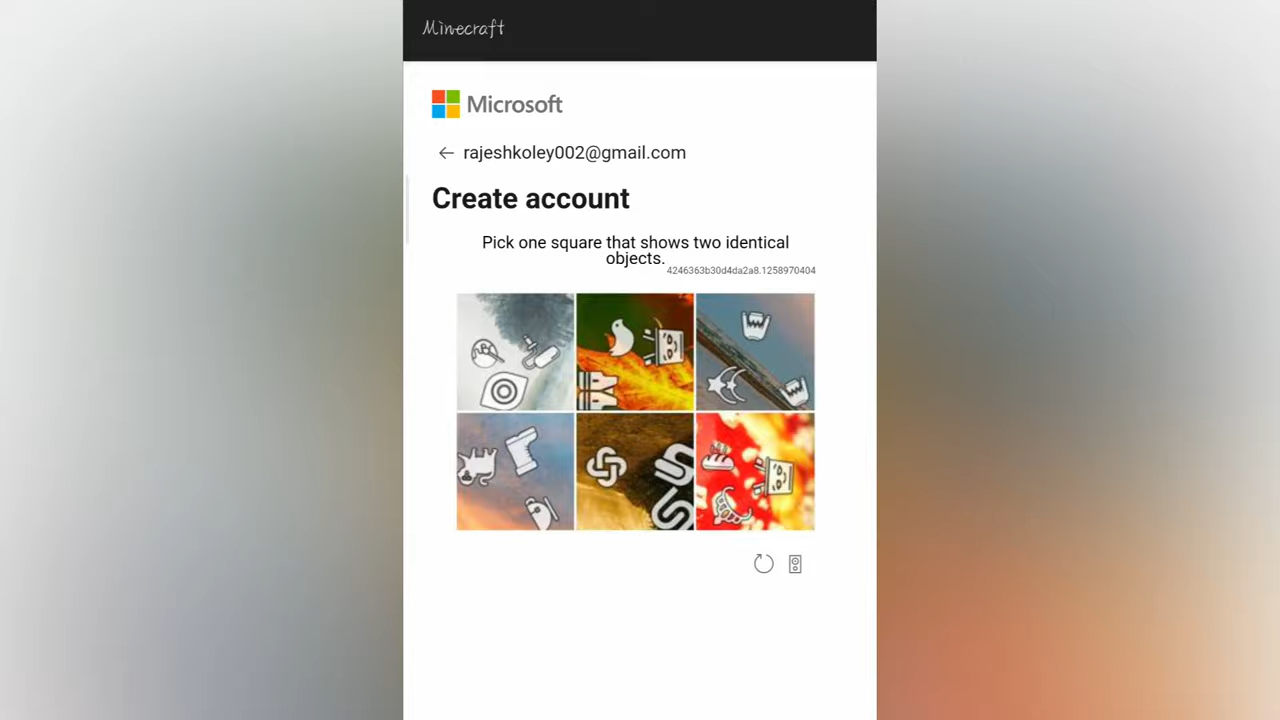 Minecraft
Microsoft
rajeshkoley002@gmail.com
Create account
Pick one square that shows two identical
objects.
4246363b30d4da2a8.1258970404